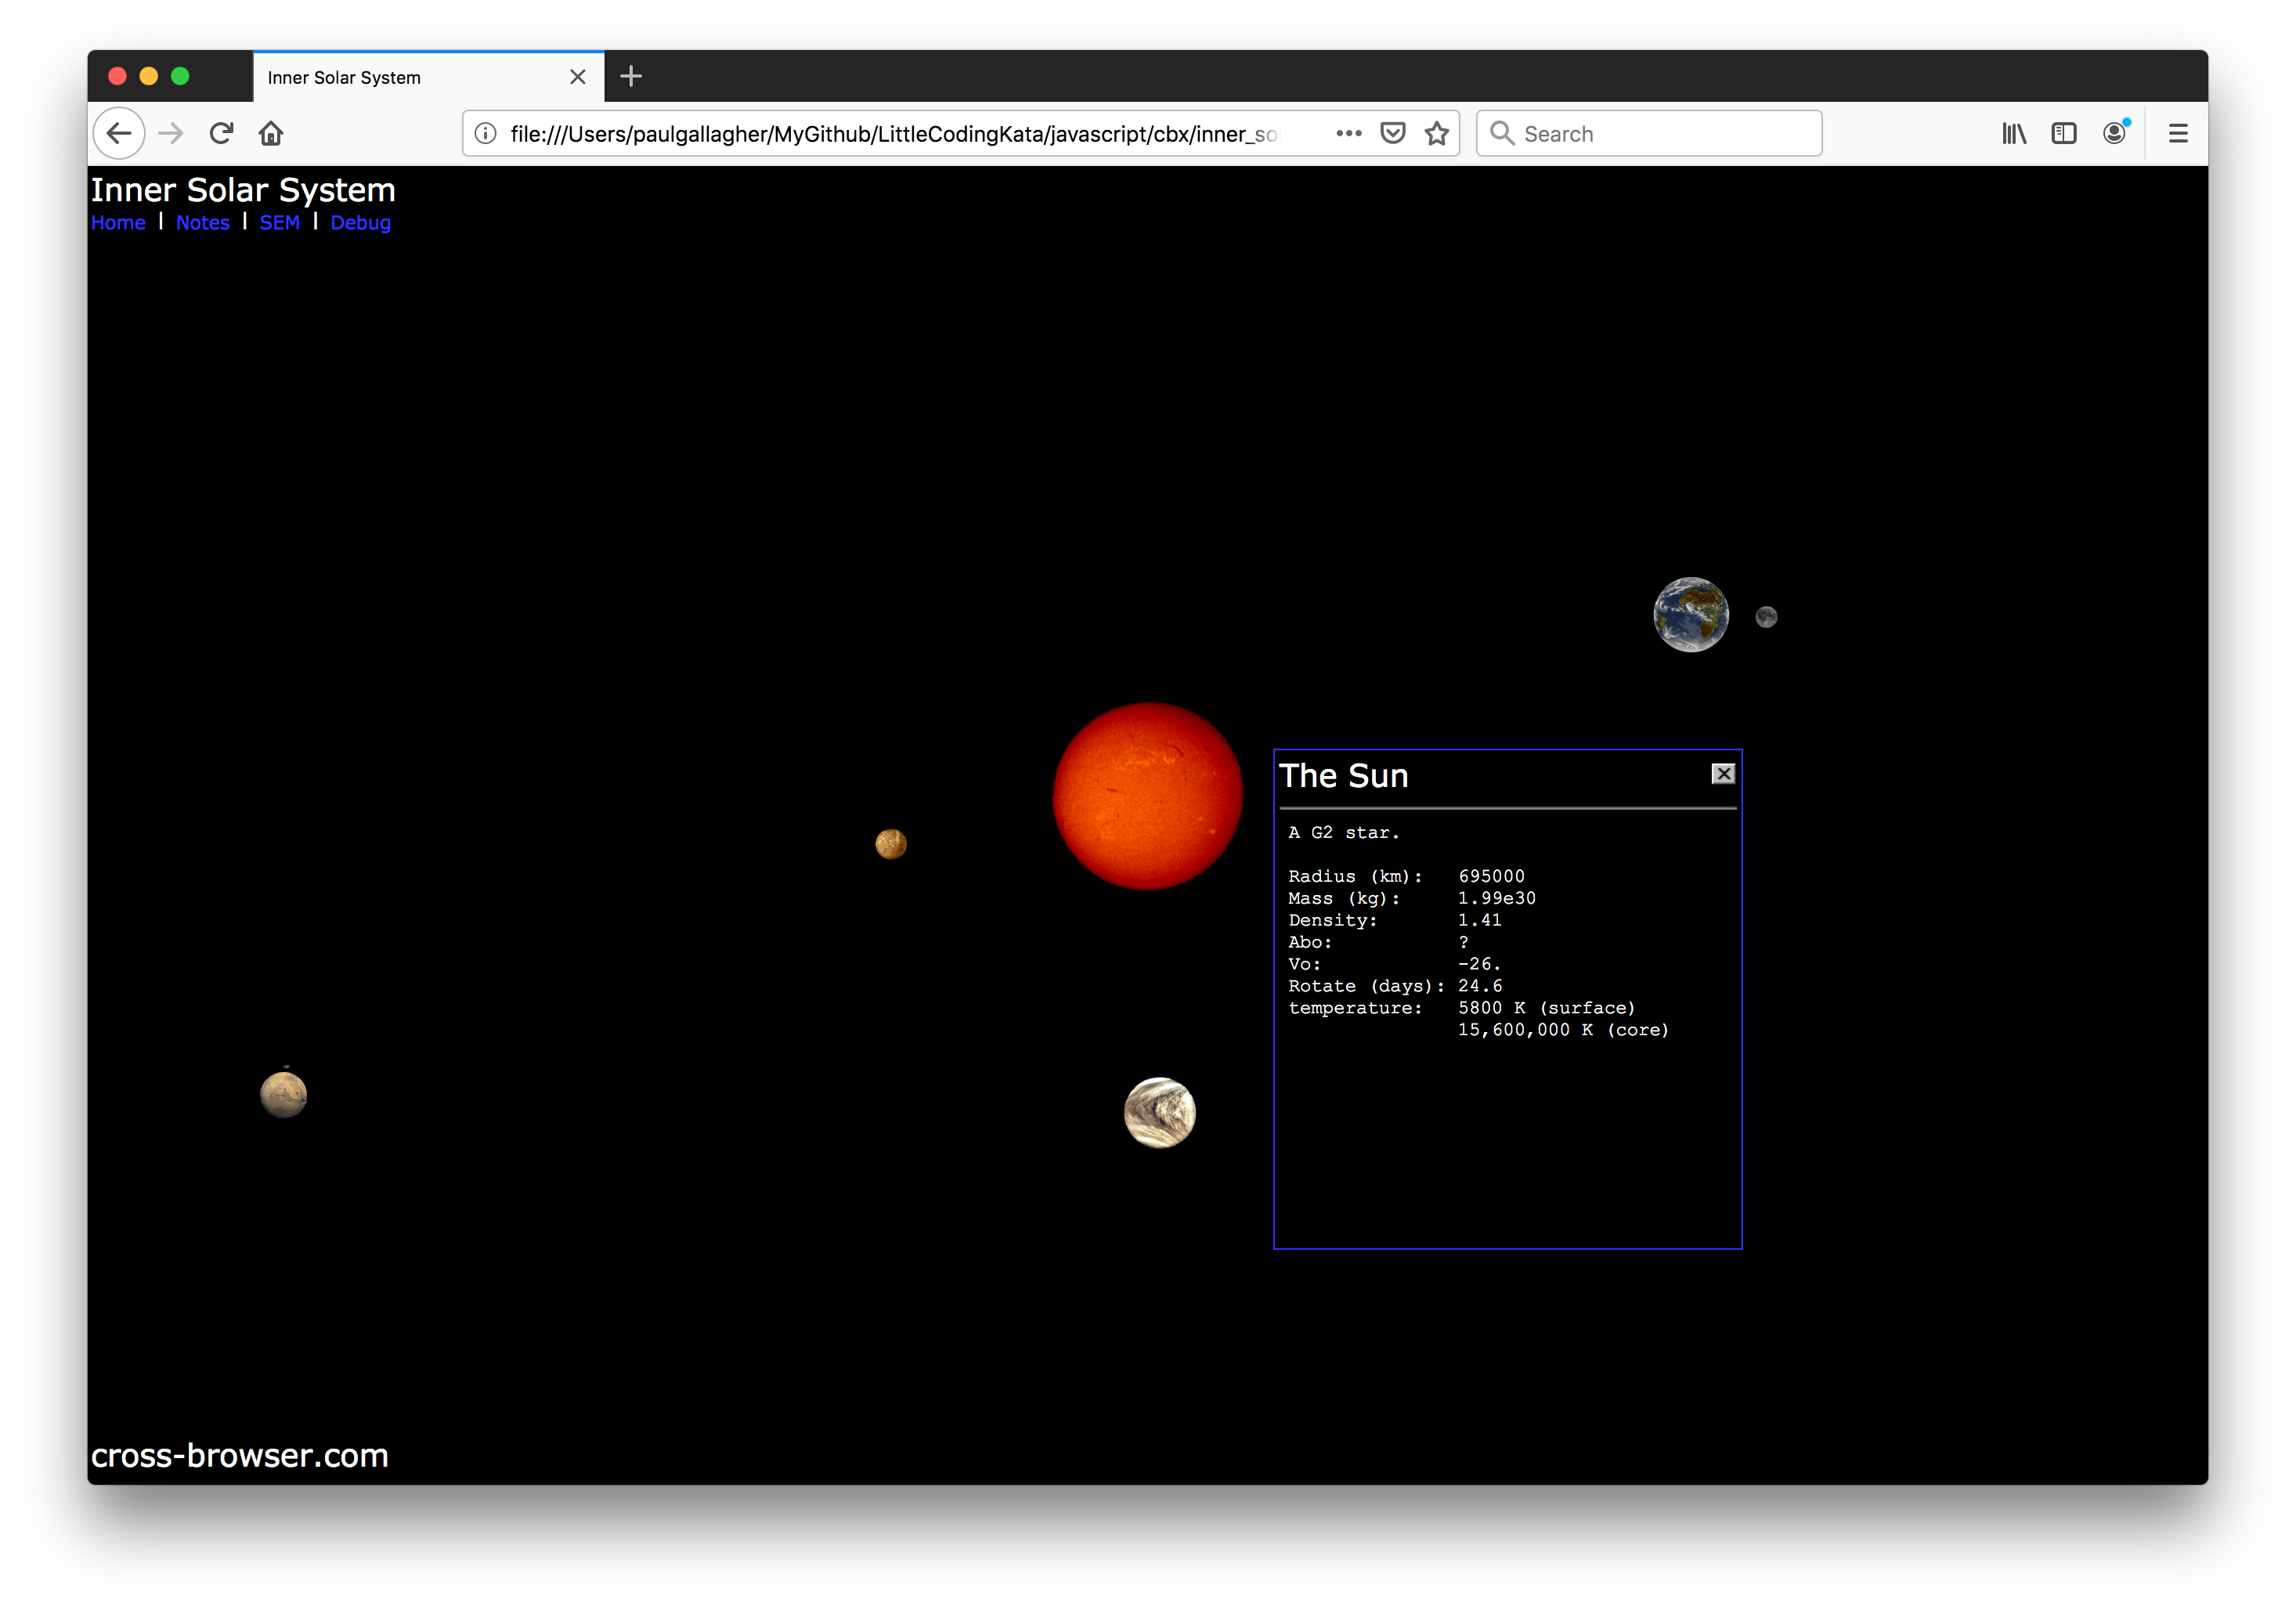 Inner Solar System
file:///Users/paulgallagher/MyGithub/LittleCodingKata/javascript/cbx/inner_so
Search
Inner Solar System
Home | Notes | SEM | Debug
The Sun
A G2 star.
Radius (km): 695000
Mass (kg): 1.99e30
Density: 1.41
Abo: ?
Vo: -26.
Rotate (days): 24.6
temperature: 5800 K (surface)
15,600,000 K (core)
cross-browser.com